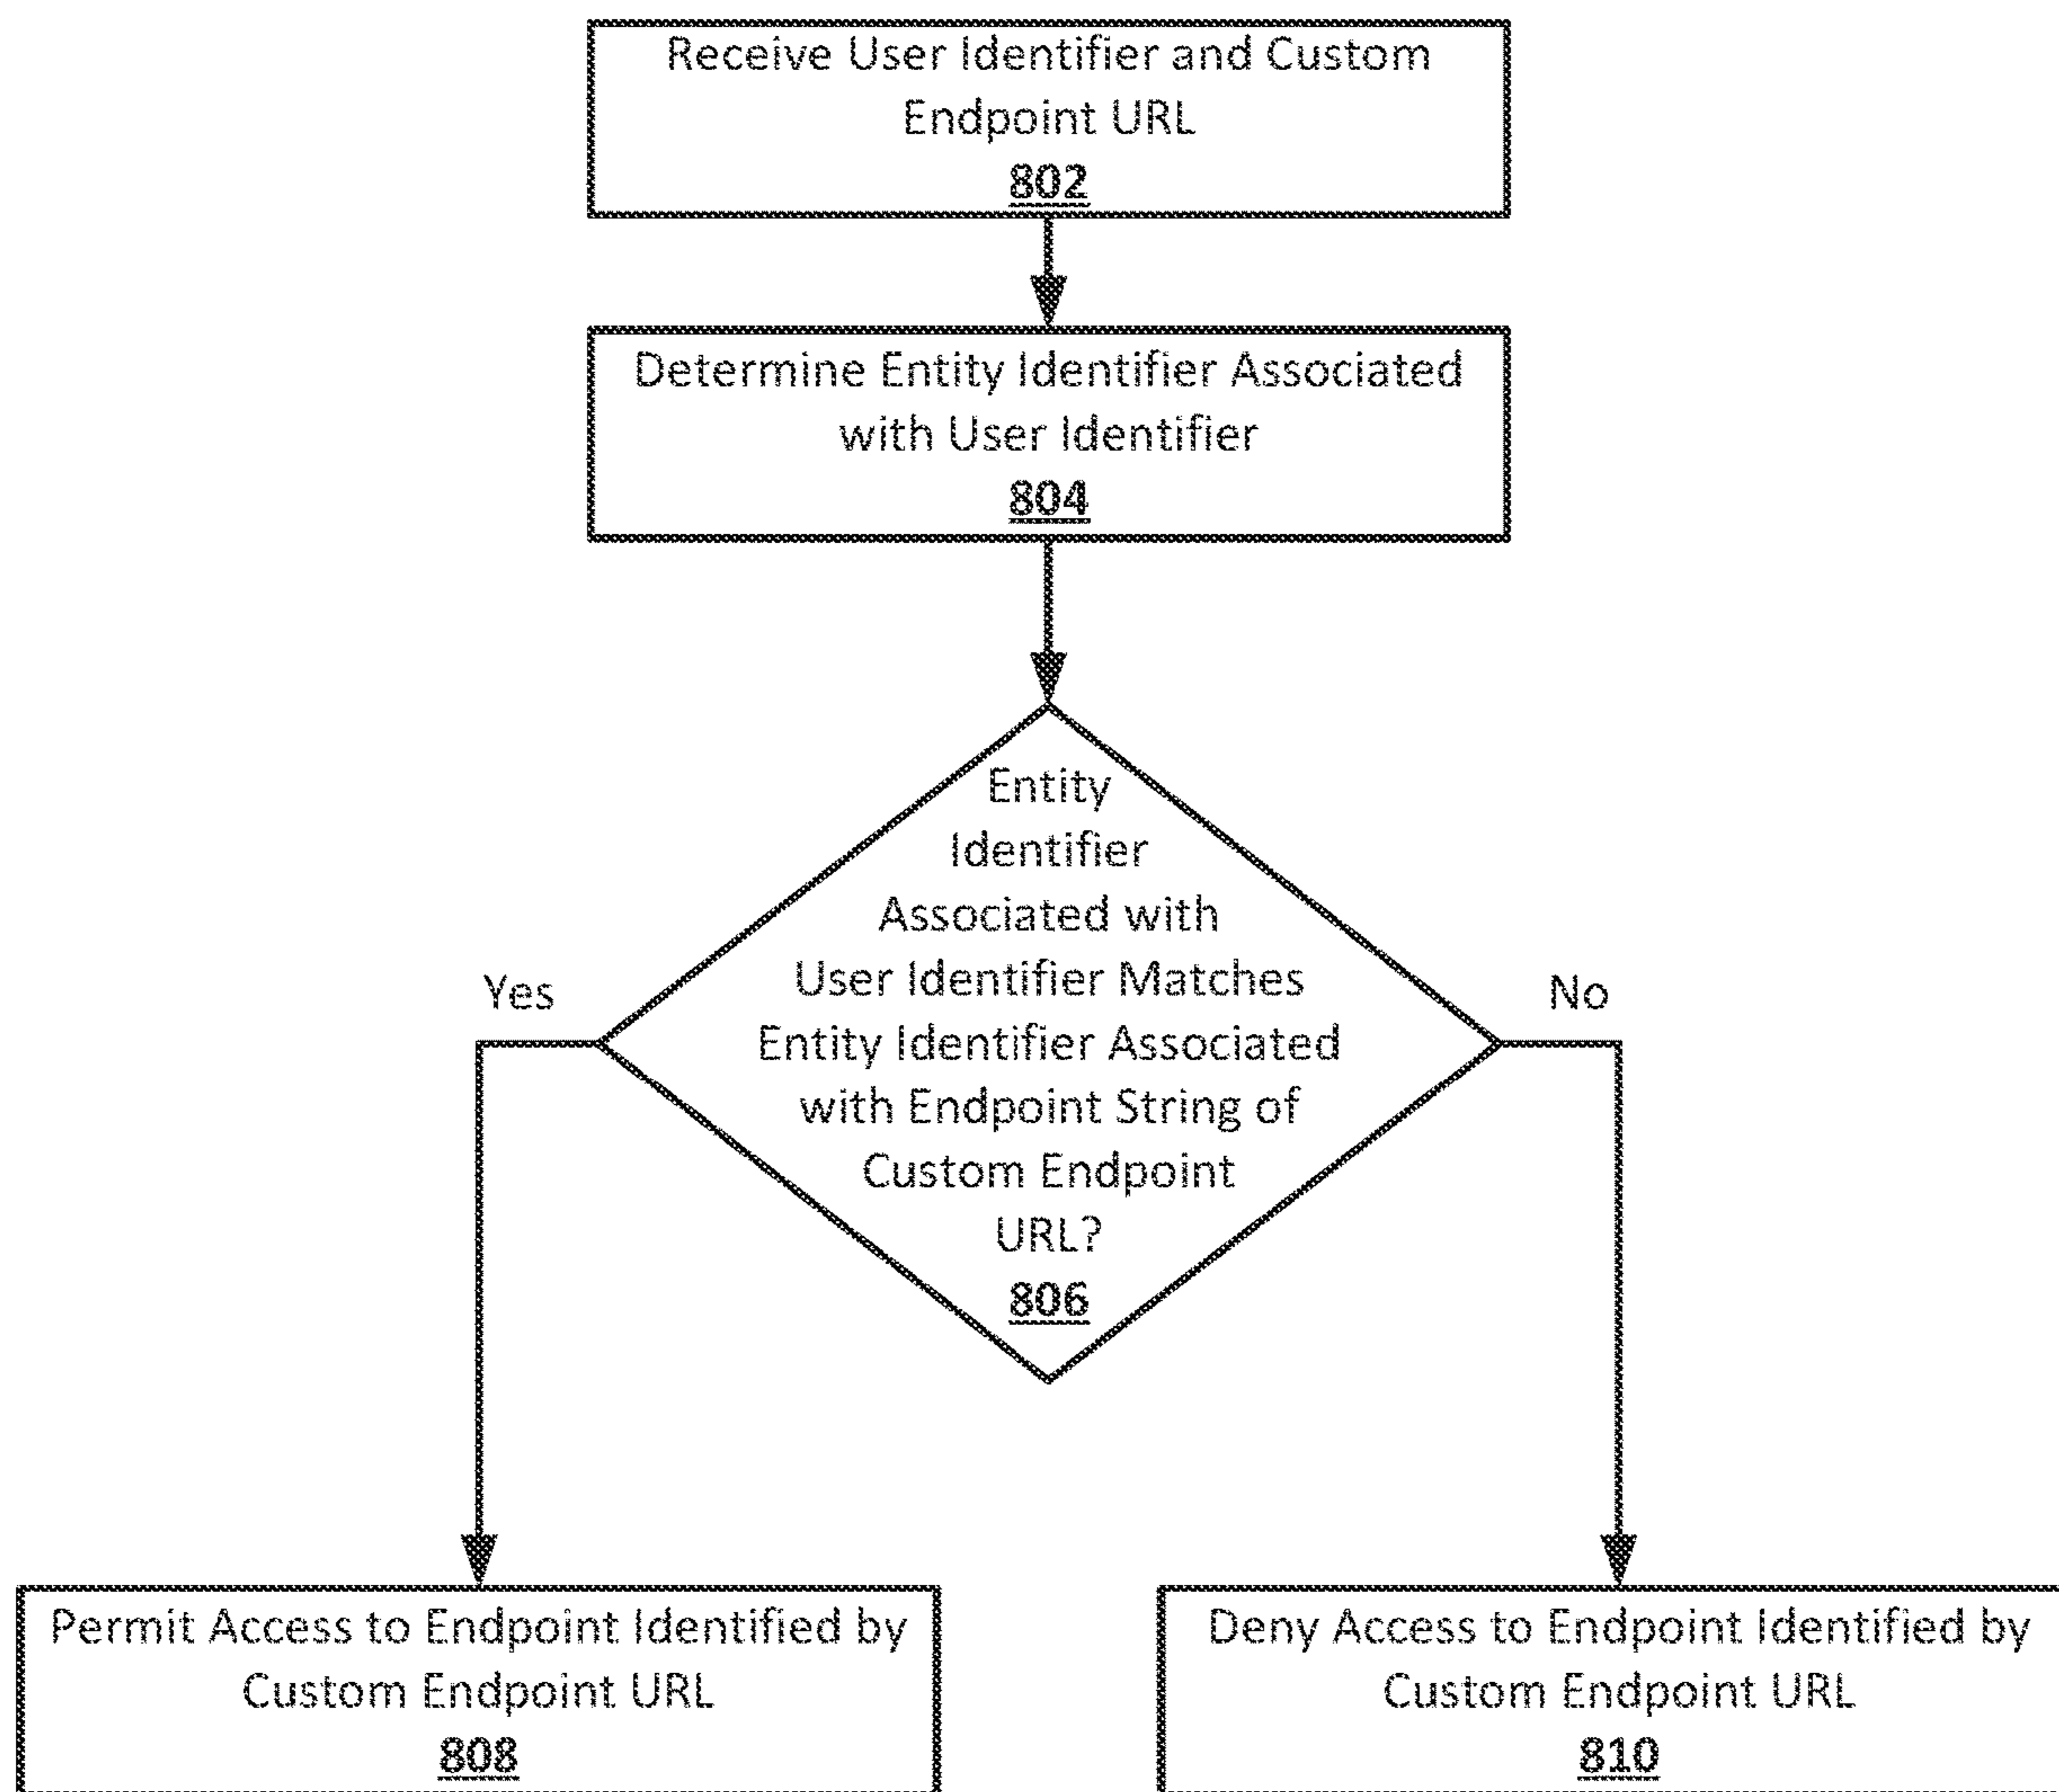 Receive User Identifier and Custom
Endpoint URL
802
Determine Entity Identifier Associated
with User Identifier
804
Entity
Identifier
Associated with
User Identifier Matches
Entity Identifier Associated
with Endpoint String of
Custom Endpoint
URL?
806
Yes
No
Permit Access to Endpoint Identified by
Custom Endpoint URL
808
Deny Access to Endpoint Identified by
Custom Endpoint URL
810